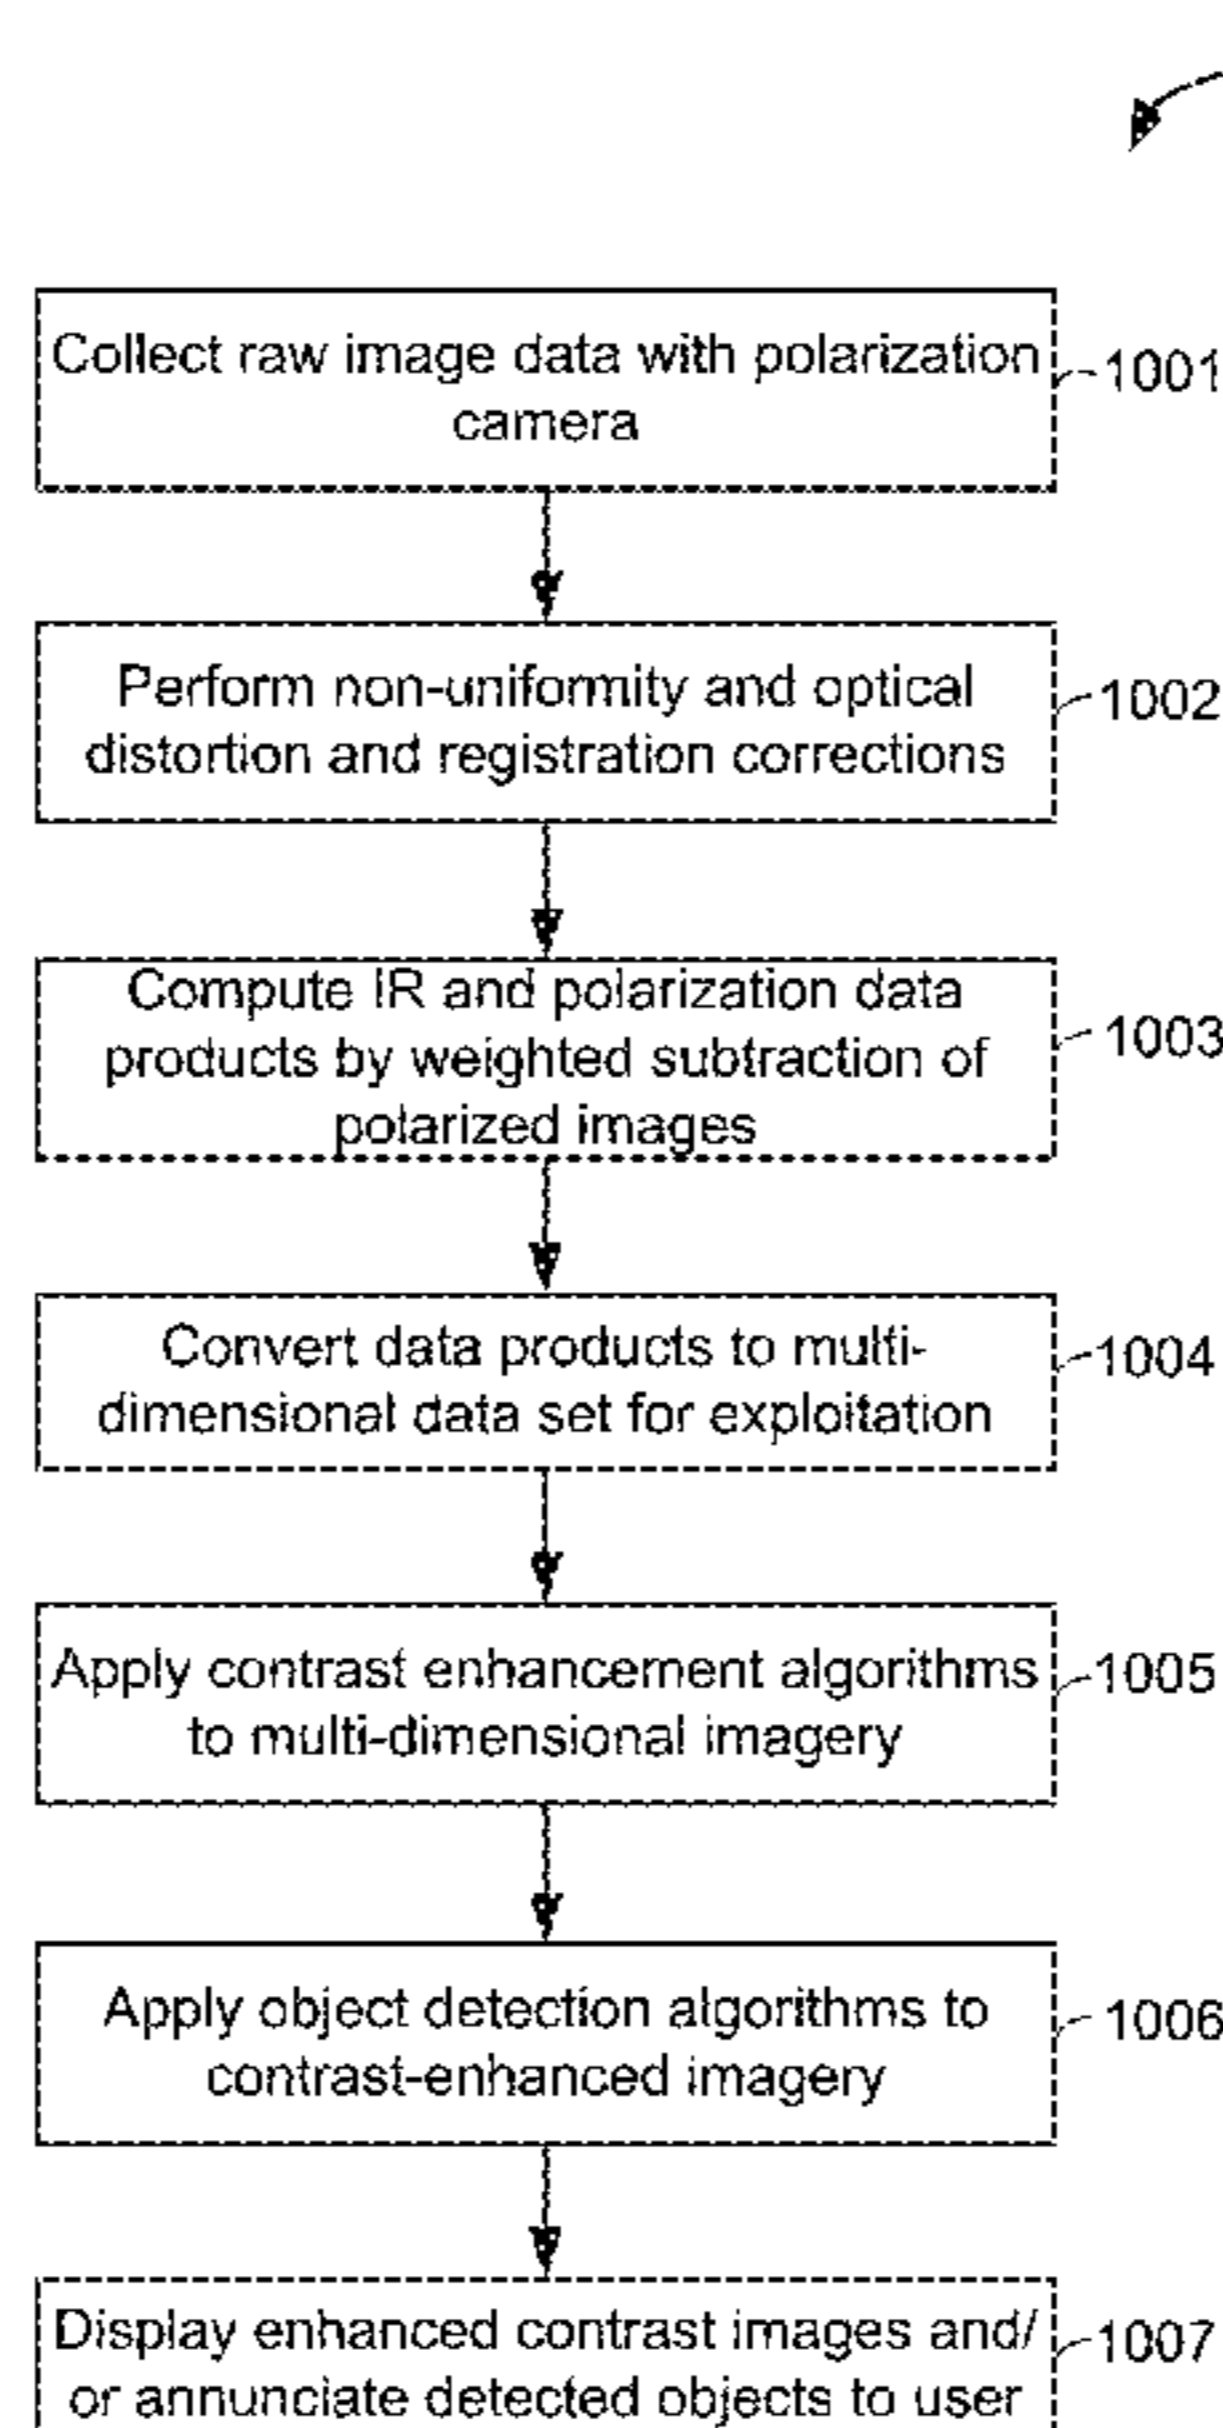 Collect raw image data with polarization
camera
1001
Perform non-uniformity and optical
distortion and registration corrections
1002
Compute IR and polarization data
products by weighted subtraction of
polarized images
1003
Convert data products to multi-
dimensional data set for exploitation
1004
Apply contrast enhancement algorithms
to multi-dimensional imagery
1005
Apply object detection algorithms to
contrast-enhanced imagery
1006
Display enhanced contrast images and/
or annunciate detected objects to user
1007